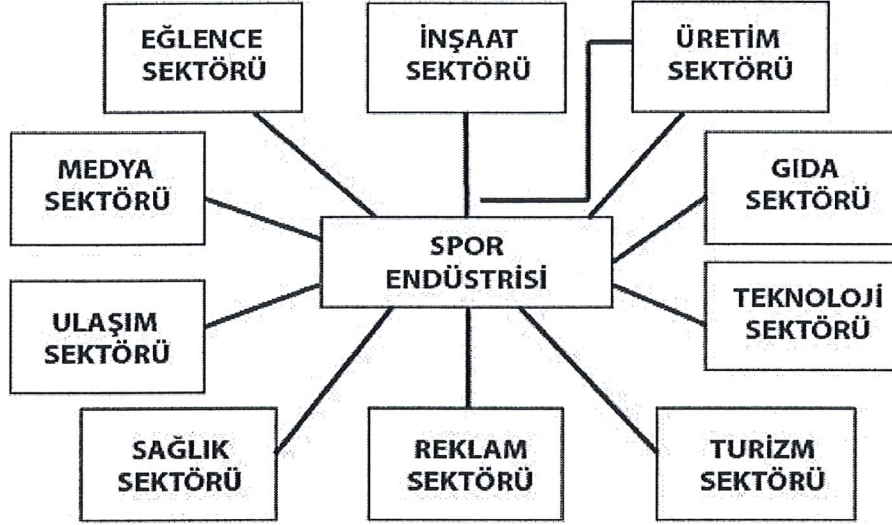 EĞLENCE
SEKTÖRÜ
İNŞAAT
SEKTÖRÜ
ÜRETİM
SEKTÖRÜ
MEDYA
SEKTÖRÜ
GIDA
SEKTÖRÜ
SPOR
ENDÜSTRİSİ
ULAŞIM
SEKTÖRÜ
TEKNOLOJİ
SEKTÖRÜ
SAĞLIK
SEKTÖRÜ
REKLAM
SEKTÖRÜ
TURİZM
SEKTÖRÜ